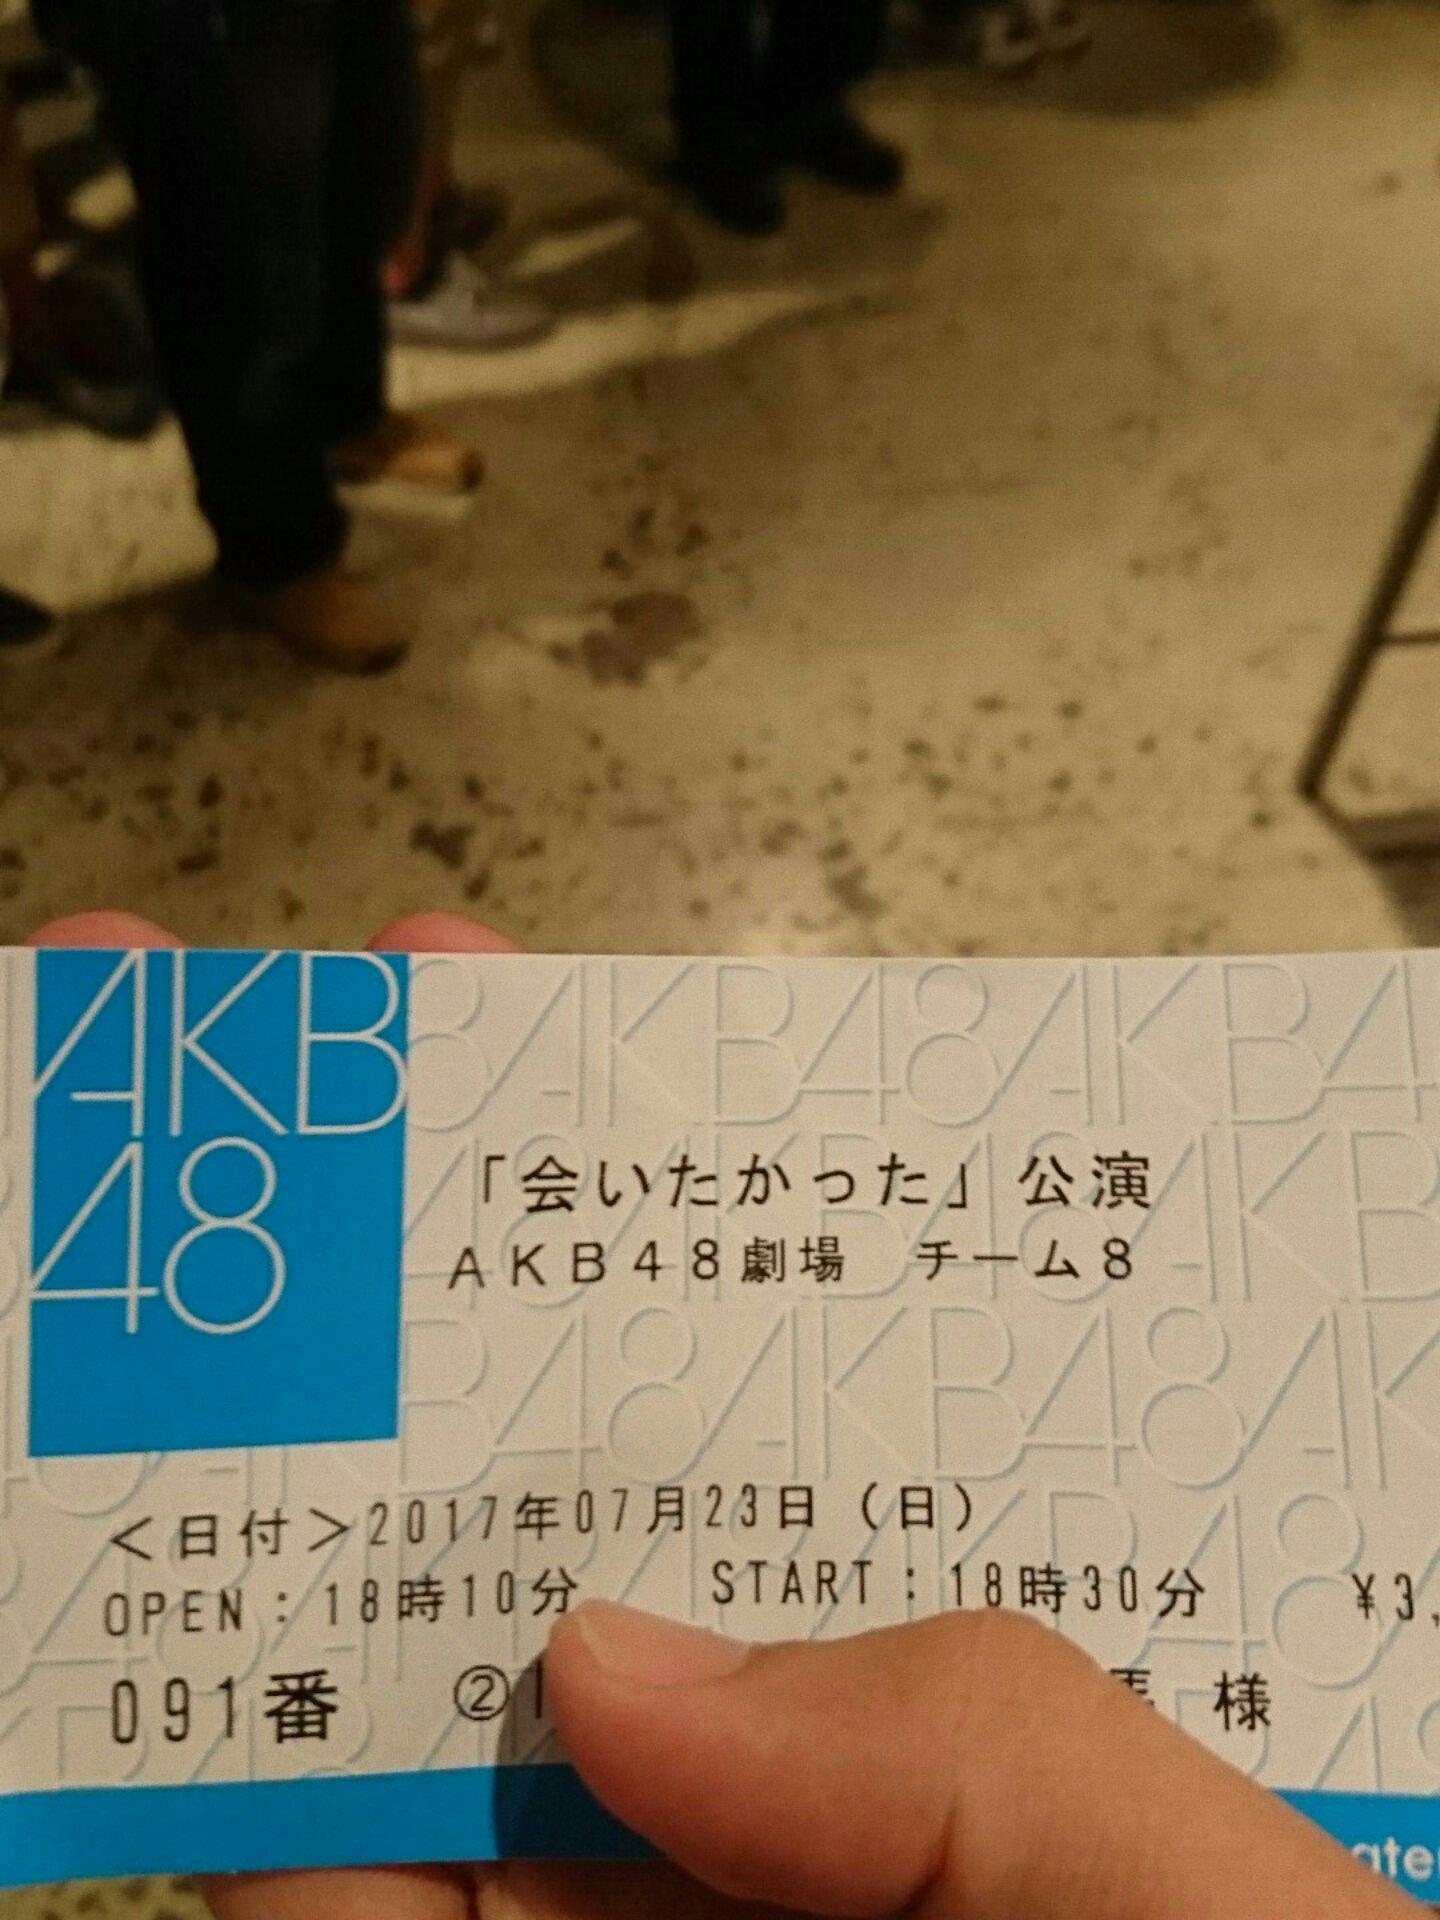 AKB
48
「会いたかった」公演
AKB48劇場 チーム8
<日付>2017年07月23日(日)
OPEN:18時10分 START:18時30分 ¥3,
091番 ② 様